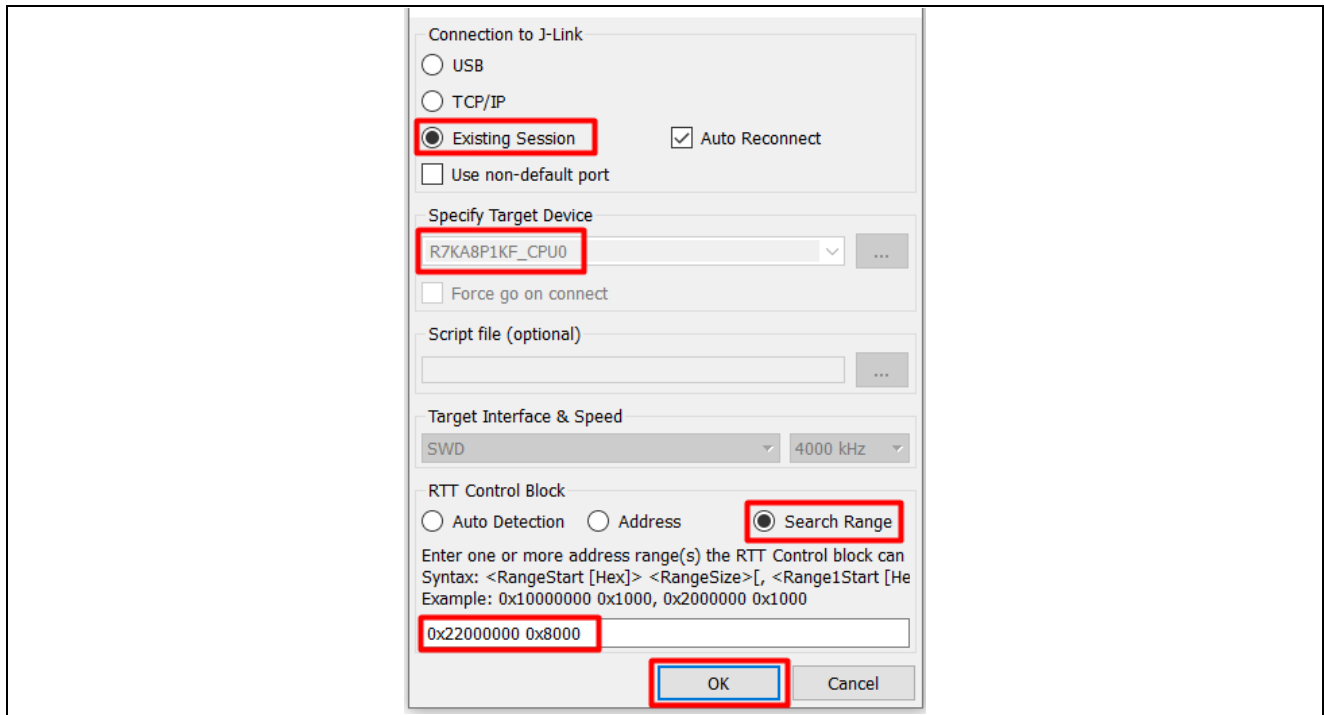 Connection to J-Link
USB
TCP/IP
Existing Session Auto Reconnect
Use non-default port
Specify Target Device
R7KA8P1KF_CPU0 ...
Force go on connect
Script file (optional)
...
Target Interface & Speed
SWD 4000 kHz
RTT Control Block
Auto Detection Address Search Range
Enter one or more address range(s) the RTT Control block can
Syntax: <RangeStart [Hex]> <RangeSize>[, <Range1Start [He
Example: 0x10000000 0x1000, 0x2000000 0x1000
0x22000000 0x8000
OK Cancel